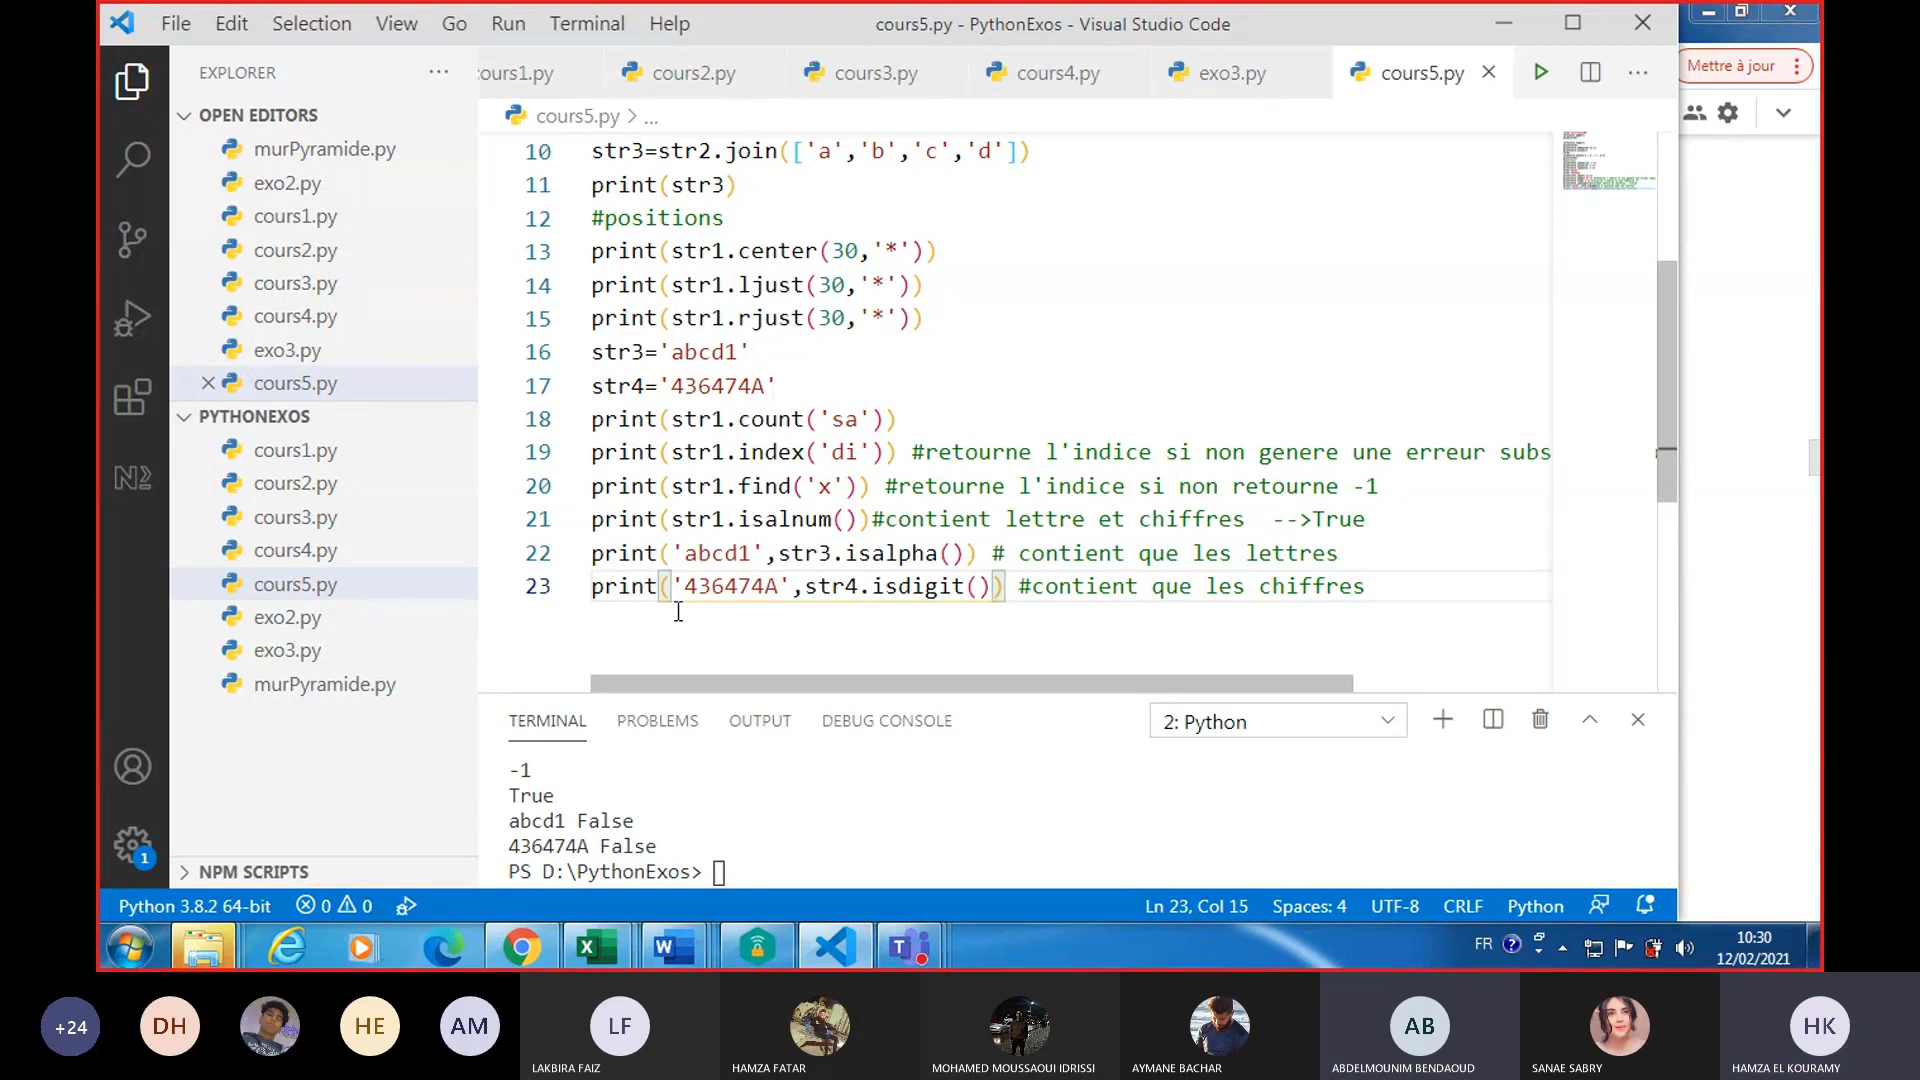 File Edit Selection View Go Run Terminal Help
cours5.py - PythonExos - Visual Studio Code
Mettre à jour
EXPLORER
OPEN EDITORS
murPyramide.py
exo2.py
cours1.py
cours2.py
cours3.py
cours4.py
exo3.py
cours5.py
PYTHONEXOS
cours1.py
cours2.py
cours3.py
cours4.py
cours5.py
exo2.py
exo3.py
murPyramide.py
NPM SCRIPTS
ours1.py cours2.py cours3.py cours4.py exo3.py cours5.py
cours5.py > ...
10 str3=str2.join(['a','b','c','d'])
11 print(str3)
12 #positions
13 print(str1.center(30,'*'))
14 print(str1.ljust(30,'*'))
15 print(str1.rjust(30,'*'))
16 str3='abcd1'
17 str4='436474A'
18 print(str1.count('sa'))
19 print(str1.index('di')) #retourne l'indice si non genere une erreur subs
20 print(str1.find('x')) #retourne l'indice si non retourne -1
21 print(str1.isalnum())#contient lettre et chiffres -->True
22 print('abcd1',str3.isalpha()) # contient que les lettres
23 print('436474A',str4.isdigit()) #contient que les chiffres
TERMINAL PROBLEMS OUTPUT DEBUG CONSOLE 2: Python
-1
True
abcd1 False
436474A False
PS D:\PythonExos>
1
Python 3.8.2 64-bit 0 0 Ln 23, Col 15 Spaces: 4 UTF-8 CRLF Python
FR 10:30
12/02/2021
+24 DH HE AM LF AB HK
LAKBIRA FAIZ HAMZA FATAR MOHAMED MOUSSAOUI IDRISSI AYMANE BACHAR ABDELMOUNIM BENDAOUD SANAE SABRY HAMZA EL KOURAMY